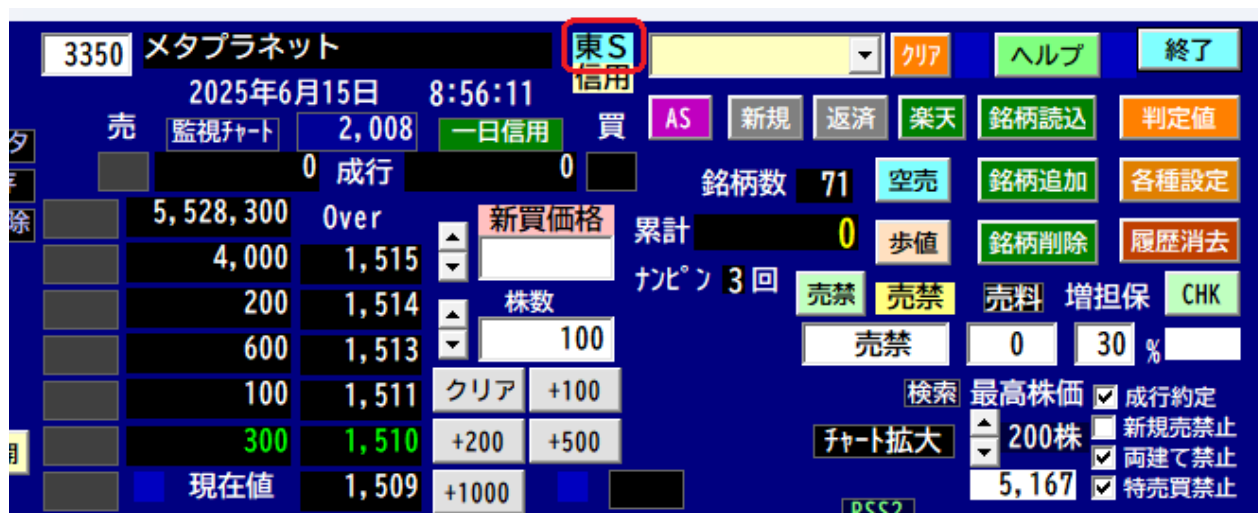 3350 メタプラネット 東S クリア ヘルプ 終了
信用
2025年6月15日 8:56:11
売 監視ﾁｬｰﾄ 2,008 一日信用 買 AS 新規 返済 楽天 銘柄読込 判定値
タ
0 成行 0 銘柄数 71 空売 銘柄追加 各種設定
除 5,528,300 Over 新買価格 累計 0 歩値 銘柄削除 履歴消去
4,000 1,515 ﾅﾝﾋﾟﾝ 3回 売禁 売禁 売料 増担保 CHK
200 1,514 株数
600 1,513 100 売禁 0 30 %
100 1,511 クリア +100 検索 最高株価 成行約定
300 1,510 +200 +500 ﾁｬｰﾄ拡大 200株 新規売禁止
両建て禁止
現在値 1,509 +1000 5,167 特売買禁止
RSS2